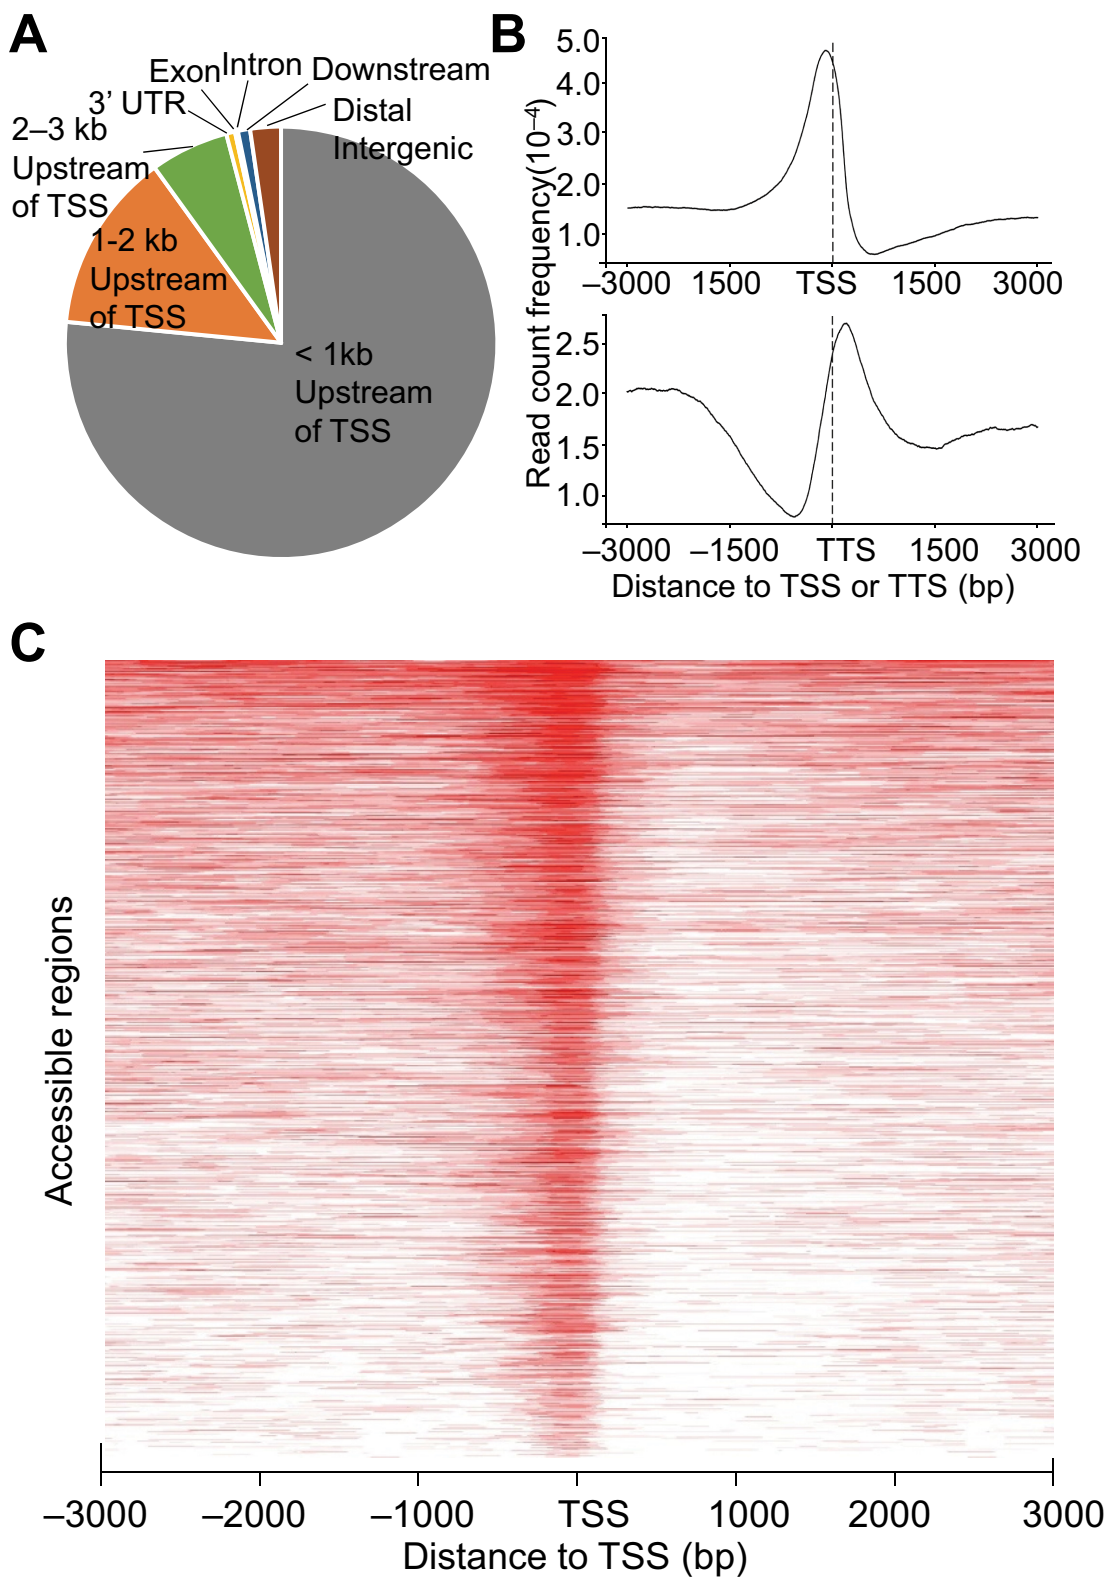 A
Exon
Intron
Downstream
3’ UTR
Distal
Intergenic
2–3 kb
Upstream
of TSS
1-2 kb
Upstream
of TSS
< 1kb
Upstream
of TSS
B
Read count frequency(10–4)
5.0
4.0
3.0
2.0
1.0
–3000 1500 TSS 1500 3000
2.5
2.0
1.5
1.0
–3000 –1500 TTS 1500 3000
Distance to TSS or TTS (bp)
C
Accessible regions
–3000 –2000 –1000 TSS 1000 2000 3000
Distance to TSS (bp)